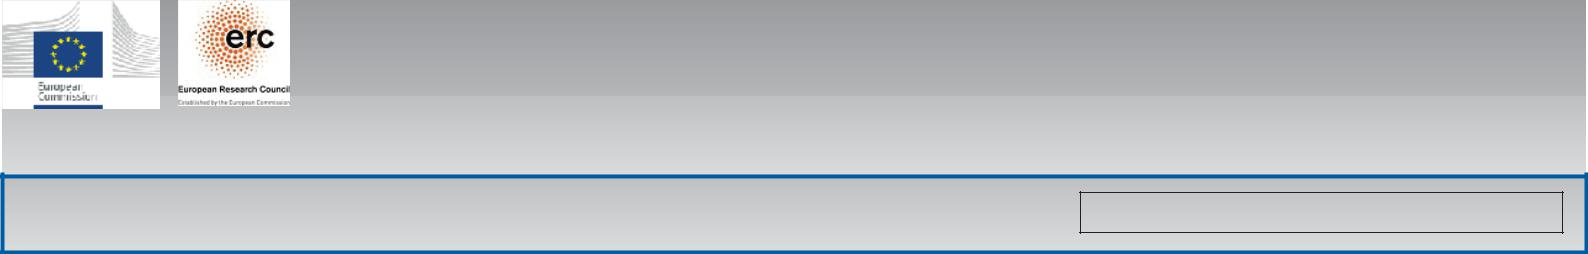 European
Commission
erc
European Research Council
Established by the European Commission